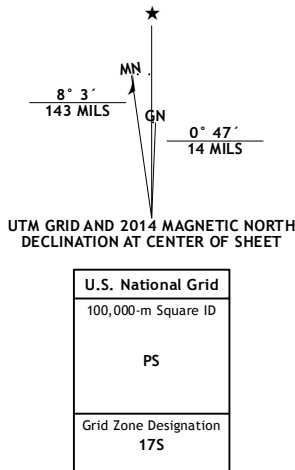 MN
GN
8° 3´
143 MILS
0° 47´
14 MILS
UTM GRID AND 2014 MAGNETIC NORTH
DECLINATION AT CENTER OF SHEET
U.S. National Grid
100,000-m Square ID
PS
Grid Zone Designation
17S